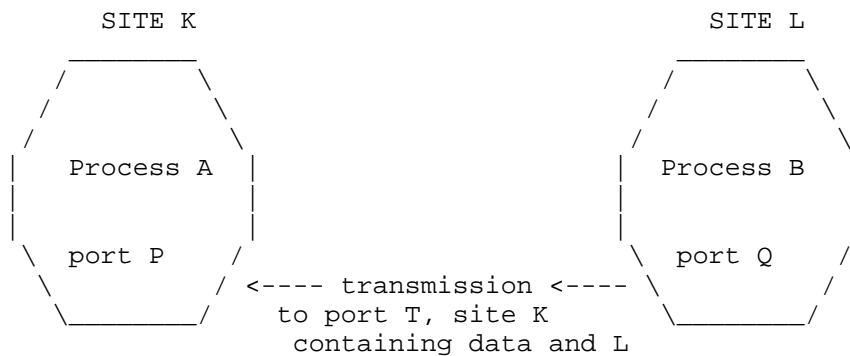 SITE K SITE L
Process A Process B
port P port Q
<---- transmission <----
to port T, site K
containing data and L